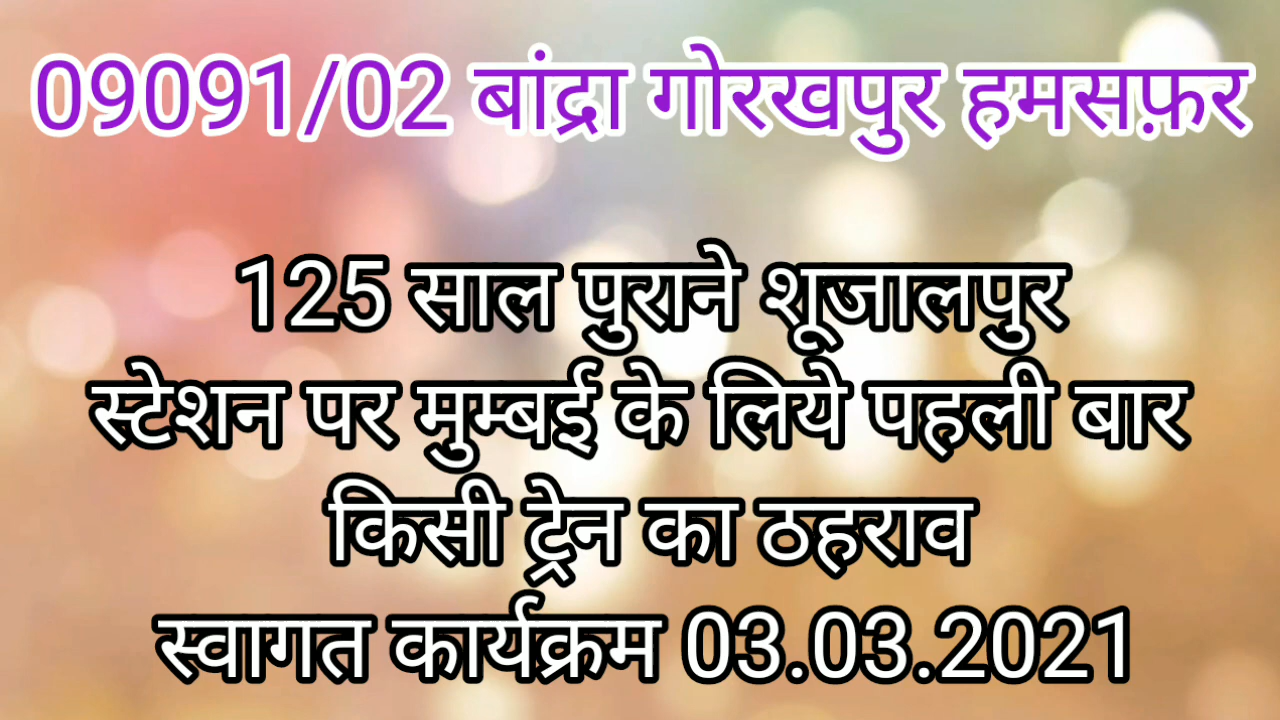 09091/02 बांद्रा गोरखपुर हमसफ़र
125 साल पुराने शूजालपुर
स्टेशन पर मुम्बई के लिये पहली बार
किसी ट्रेन का ठहराव
स्वागत कार्यक्रम 03.03.2021